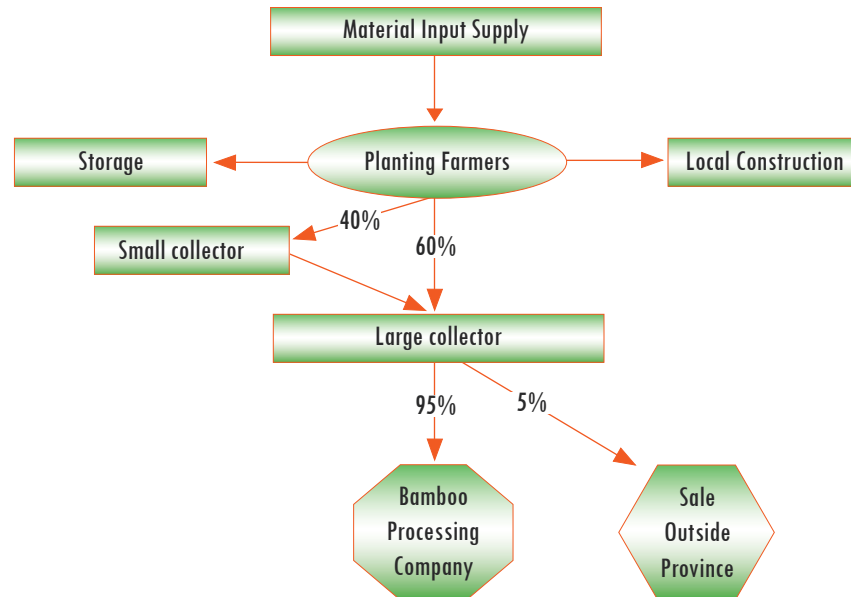 Material Input Supply
Storage
Planting Farmers
Local Construction
40%
Small collector
60%
Large collector
95%
5%
Bamboo
Processing
Company
Sale
Outside
Province